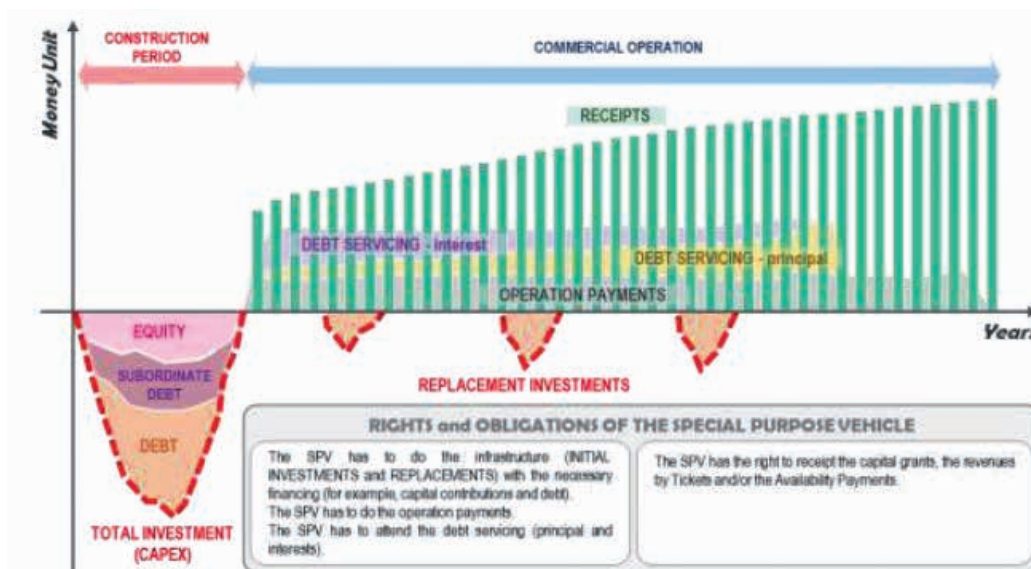 CONSTRUCTION
PERIOD
COMMERCIAL OPERATION
Money Unit
RECEIPTS
DEBT SERVICING - interest
DEBT SERVICING - principal
OPERATION PAYMENTS
Years
EQUITY
SUBORDINATE
DEBT
DEBT
REPLACEMENT INVESTMENTS
TOTAL INVESTMENT
(CAPEX)
RIGHTS and OBLIGATIONS OF THE SPECIAL PURPOSE VEHICLE
The SPV has to do the infrastructure (INITIAL
INVESTMENTS and REPLACEMENTS) with the necessary
financing (for example, capital contributions and debt).
The SPV has to do the operation payments.
The SPV has to attend the debt servicing (principal and
interests).
The SPV has the right to receipt the capital grants, the revenues
by Tickets and/or the Availability Payments.